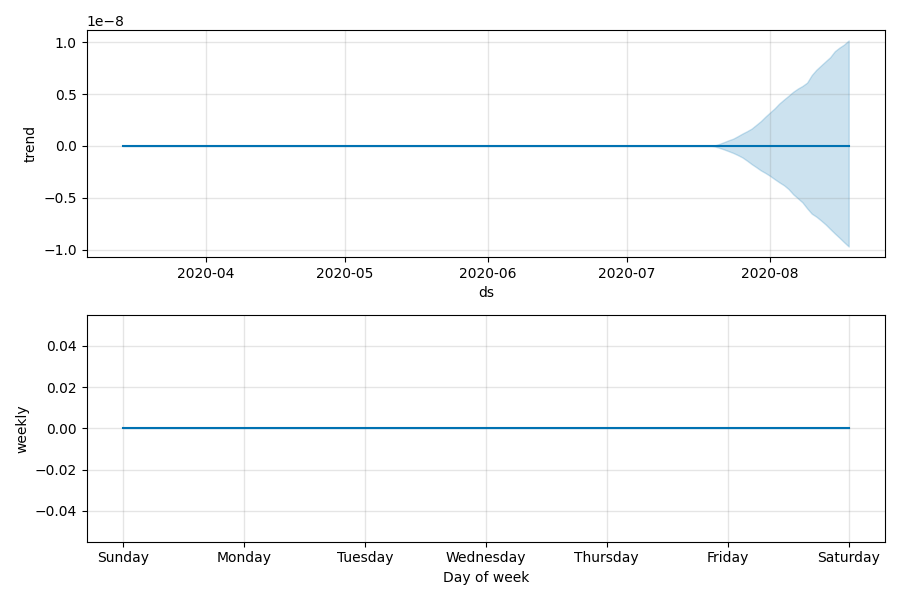 1e−8
1.0
0.5
0.0
−0.5
−1.0
trend
2020-04 2020-05 2020-06 2020-07 2020-08
ds
0.04
0.02
0.00
−0.02
−0.04
weekly
Sunday Monday Tuesday Wednesday Thursday Friday Saturday
Day of week